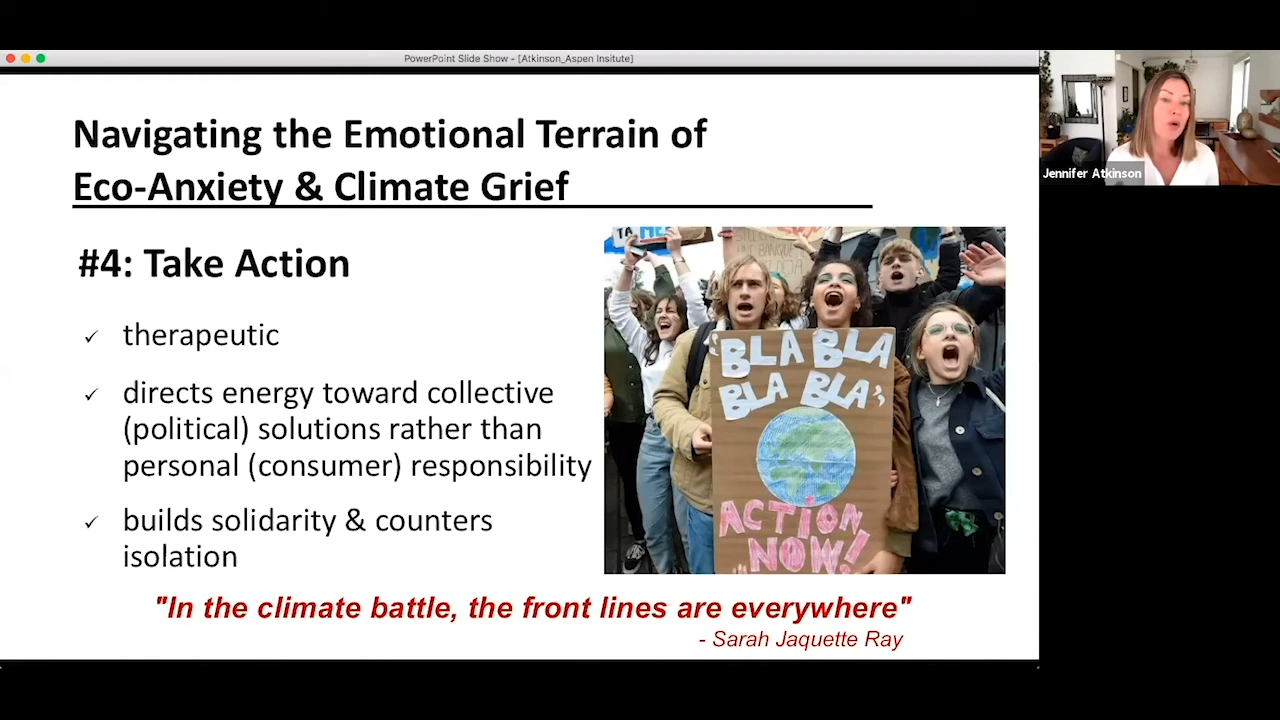 PowerPoint Slide Show - [Atkinson_Aspen Insitute]
Navigating the Emotional Terrain of
Eco-Anxiety & Climate Grief
#4: Take Action
✓ therapeutic
✓ directs energy toward collective
(political) solutions rather than
personal (consumer) responsibility
✓ builds solidarity & counters
isolation
'BLA BLA
BLA BLA'
ACTION
NOW!
"In the climate battle, the front lines are everywhere"
- Sarah Jaquette Ray
Jennifer Atkinson